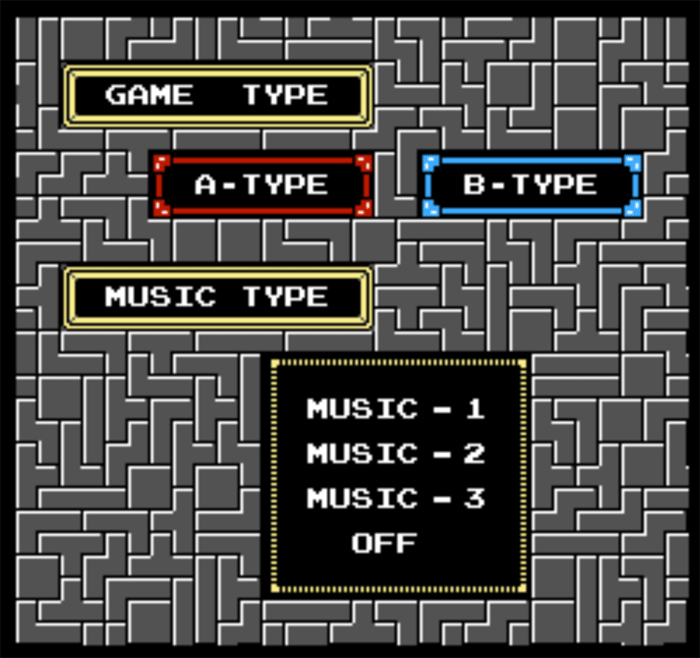 GAME TYPE
A-TYPE B-TYPE
MUSIC TYPE
MUSIC - 1
MUSIC - 2
MUSIC - 3
OFF